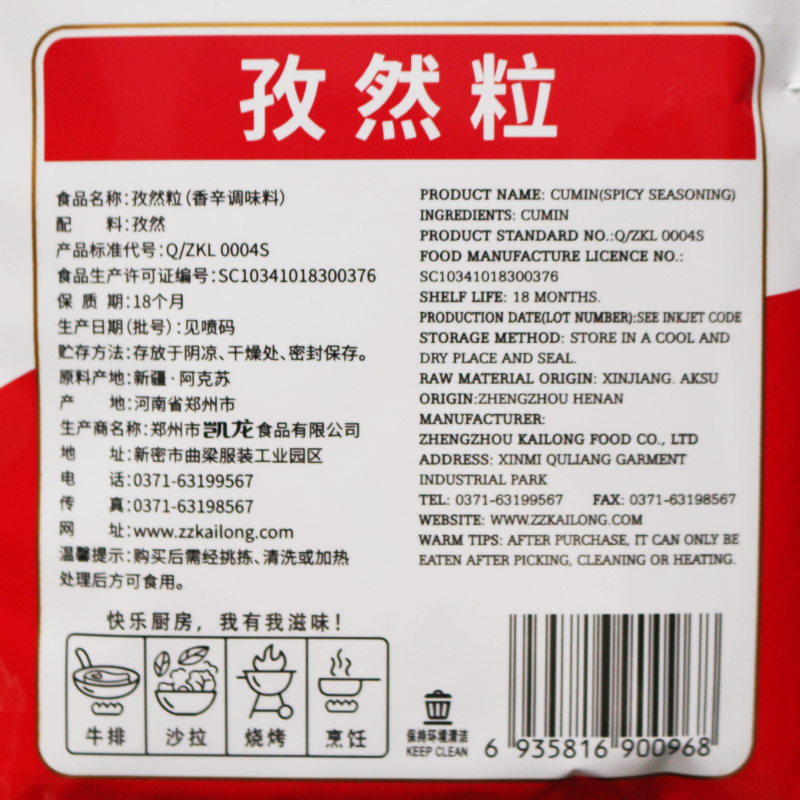 孜然粒
食品名称:孜然粒(香辛调味料)
配 料:孜然
产品标准代号:Q/ZKL 0004S
食品生产许可证编号:SC10341018300376
保 质 期:18个月
生产日期(批号):见喷码
贮存方法:存放于阴凉、干燥处、密封保存。
原料产地:新疆·阿克苏
产 地:河南省郑州市
生产商名称:郑州市凯龙食品有限公司
地 址:新密市曲梁服装工业园区
电 话:0371-63199567
传 真:0371-63198567
网 址:www.zzkailong.com
温馨提示:购买后需经挑拣、清洗或加热
处理后方可食用。
PRODUCT NAME: CUMIN(SPICY SEASONING)
INGREDIENTS: CUMIN
PRODUCT STANDARD NO.:Q/ZKL 0004S
FOOD MANUFACTURE LICENCE NO.:
SC10341018300376
SHELF LIFE: 18 MONTHS.
PRODUCTION DATE(LOT NUMBER):SEE INKJET CODE
STORAGE METHOD: STORE IN A COOL AND
DRY PLACE AND SEAL.
RAW MATERIAL ORIGIN: XINJIANG. AKSU
ORIGIN:ZHENGZHOU HENAN
MANUFACTURER:
ZHENGZHOU KAILONG FOOD CO., LTD
ADDRESS: XINMI QULIANG GARMENT
INDUSTRIAL PARK
TEL: 0371-63199567 FAX: 0371-63198567
WEBSITE: WWW.ZZKAILONG.COM
WARM TIPS: AFTER PURCHASE, IT CAN ONLY BE
EATEN AFTER PICKING, CLEANING OR HEATING.
快乐厨房,我有我滋味!
牛排 沙拉 烧烤 烹饪
保持环境清洁
KEEP CLEAN
6 935816 900968